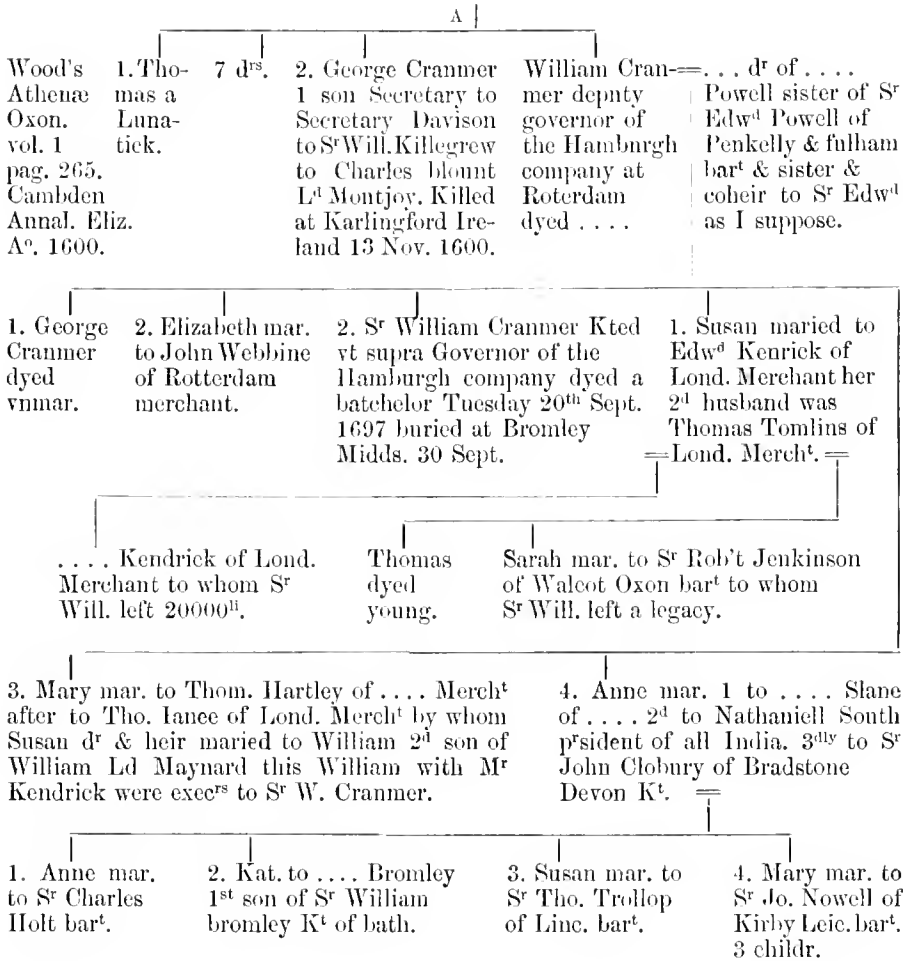 A
Wood's
Athenæ
Oxon.
vol. 1
pag. 265.
Cambden
Annal. Eliz.
Aº. 1600.
1. Tho-
mas a
Luna-
tick.
7 dʳˢ.
2. George Cranmer
1 son Secretary to
Secretary Davison
to Sʳ Will. Killegrew
to Charles blount
Lᵈ Montjoy. Killed
at Karlingford Ire-
land 13 Nov. 1600.
William Cran-=. . . dʳ of . . . .
mer deputy
governor of
the Hamburgh
company at
Roterdam
dyed . . . .
Powell sister of Sʳ
Edwᵈ Powell of
Penkelly & fulham
barᵗ & sister &
coheir to Sʳ Edwᵈ
as I suppose.
1. George
Cranmer
dyed
vnmar.
2. Elizabeth mar.
to John Webbine
of Rotterdam
merchant.
2. Sʳ William Cranmer Kted
vt supra Governor of the
Hamburgh company dyed a
batchelor Tuesday 20ᵗʰ Sept.
1697 buried at Bromley
Midds. 30 Sept.
1. Susan maried to
Edwᵈ Kenrick of
Lond. Merchant her
2ᵈ husband was
Thomas Tomlins of
=Lond. Merchᵗ. =
. . . . Kendrick of Lond.
Merchant to whom Sʳ
Will. left 20000ˡⁱ.
Thomas
dyed
young.
Sarah mar. to Sʳ Rob't Jenkinson
of Walcot Oxon barᵗ to whom
Sʳ Will. left a legacy.
3. Mary mar. to Thom. Hartley of . . . . Merchᵗ
after to Tho. Ianee of Lond. Merchᵗ by whom
Susan dʳ & heir maried to William 2ᵈ son of
William Ld Maynard this William with Mʳ
Kendrick were execʳˢ to Sʳ W. Cranmer.
4. Anne mar. 1 to . . . . Slane
of . . . . 2ᵈ to Nathaniell South
pʳsident of all India. 3ᵈˡʸ to Sʳ
John Clobury of Bradstone
Devon Kᵗ. =
1. Anne mar.
to Sʳ Charles
Holt barᵗ.
2. Kat. to . . . . Bromley
1ˢᵗ son of Sʳ William
bromley Kᵗ of bath.
3. Susan mar. to
Sʳ Tho. Trollop
of Linc. barᵗ.
4. Mary mar. to
Sʳ Jo. Nowell of
Kirby Leic. barᵗ.
3 childr.